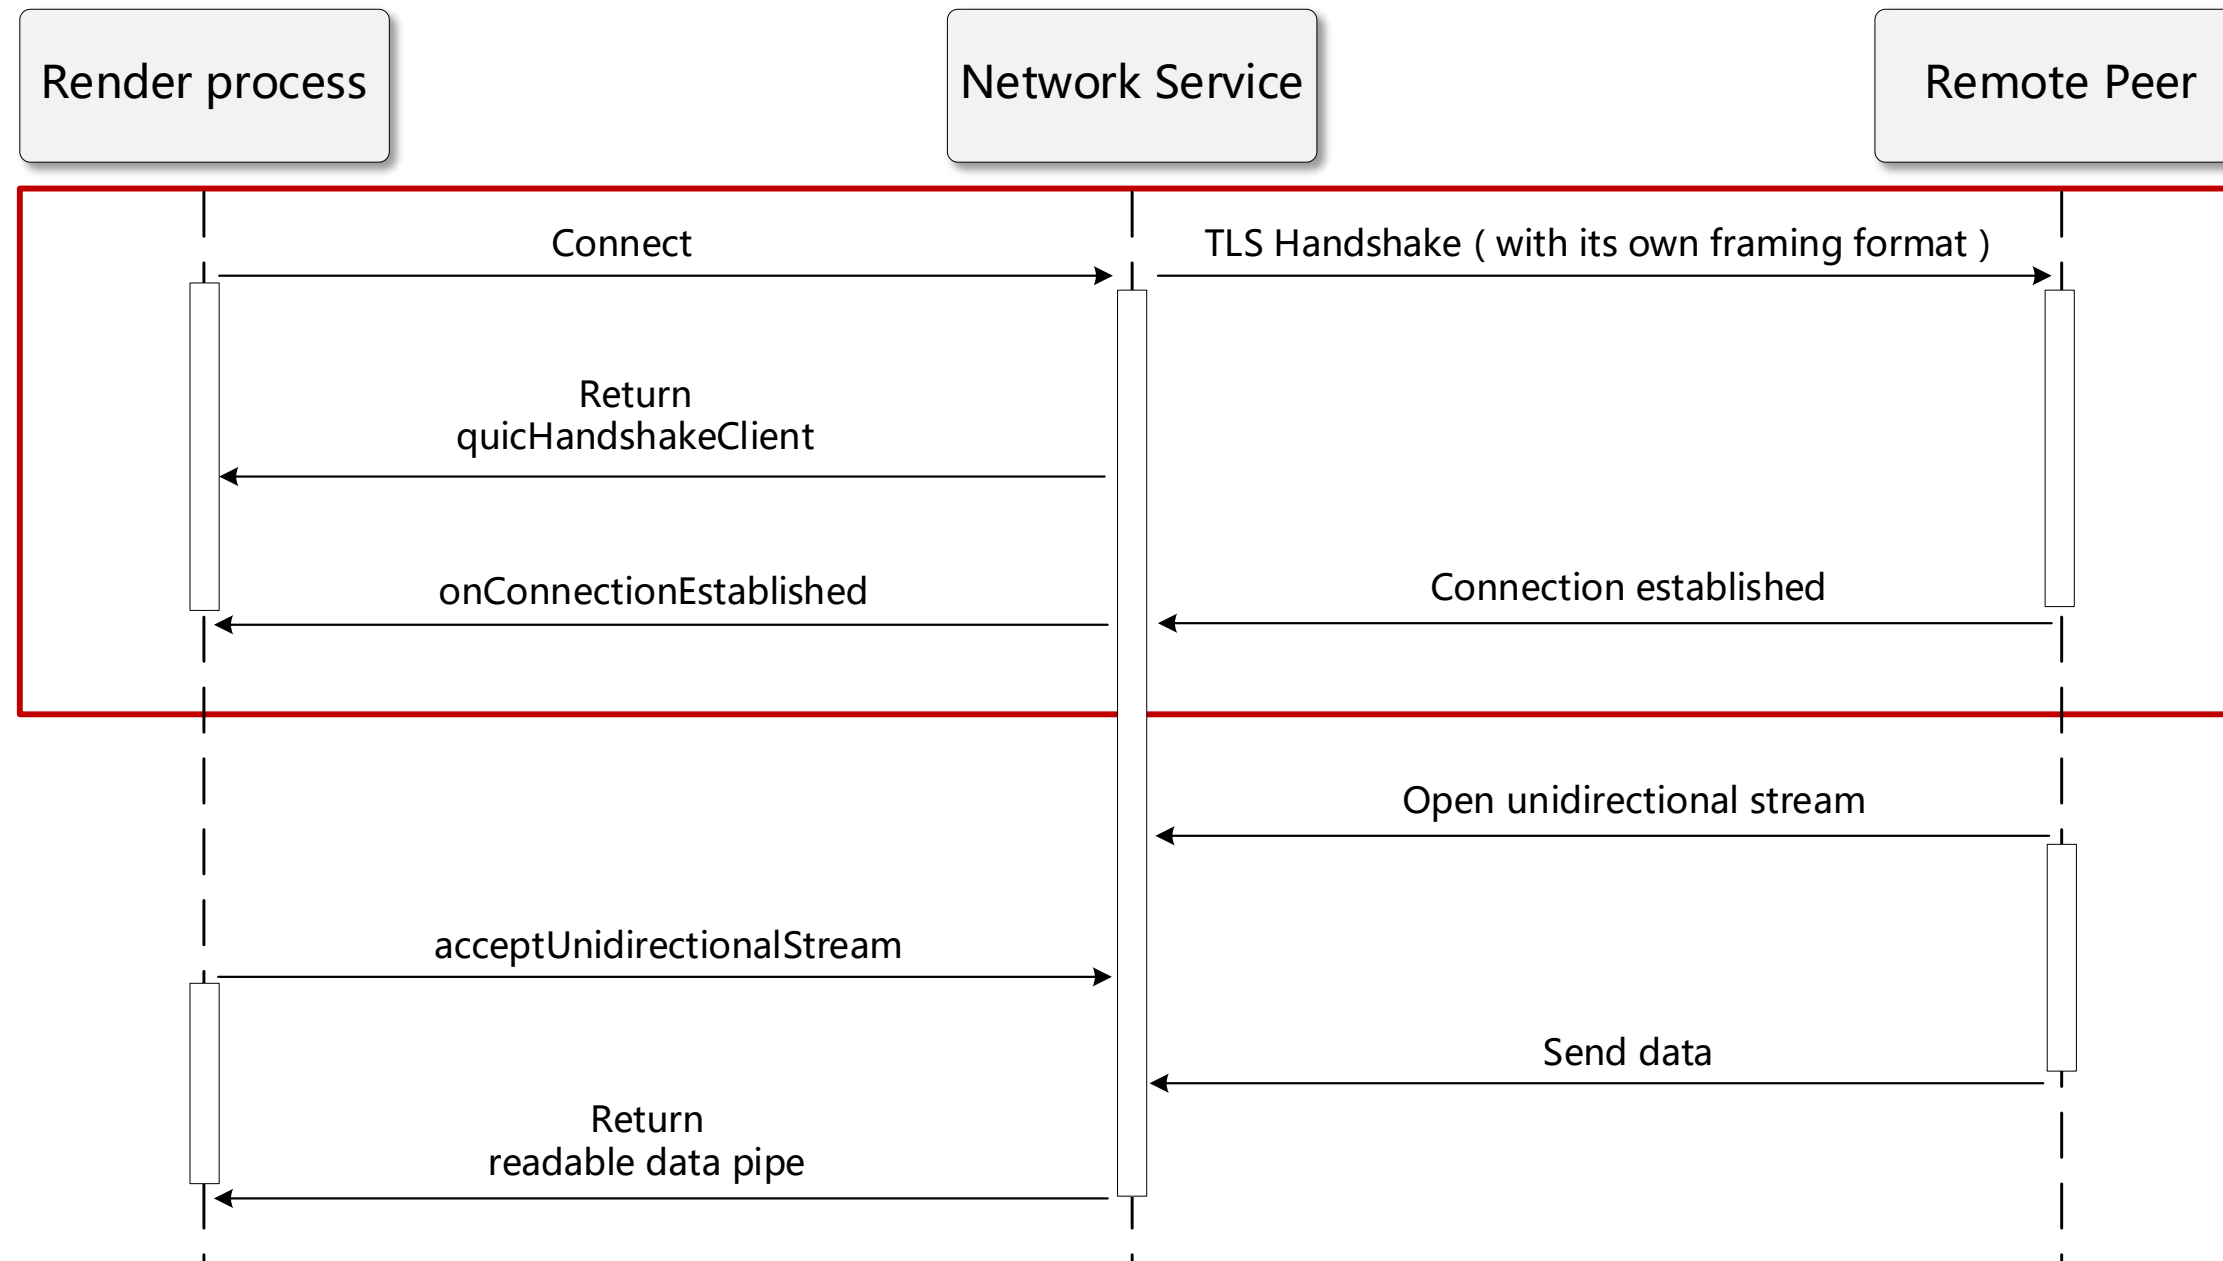 Render process
Network Service
Remote Peer
Connect
TLS Handshake ( with its own framing format )
Return
quicHandshakeClient
onConnectionEstablished
Connection established
Open unidirectional stream
acceptUnidirectionalStream
Send data
Return
readable data pipe